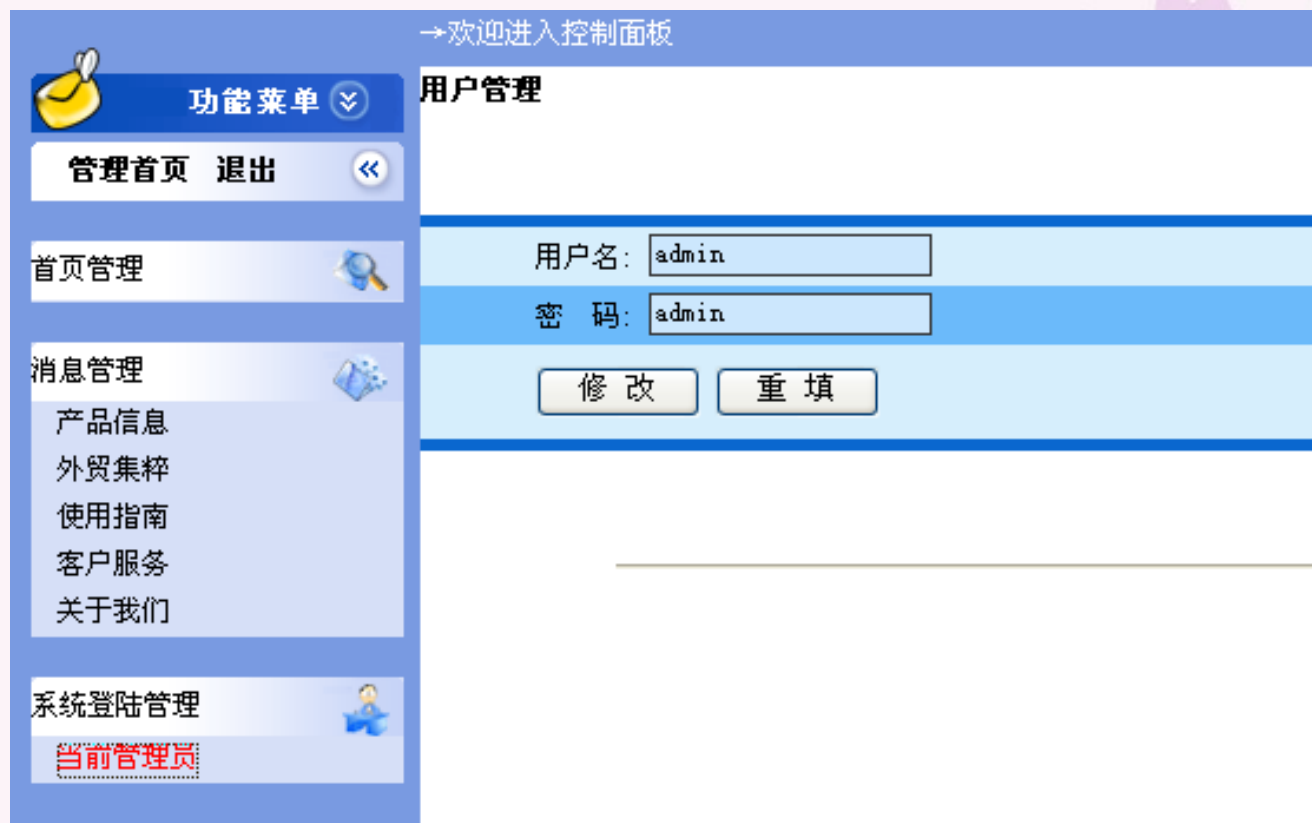 →欢迎进入控制面板
功能菜单
管理首页 退出
首页管理
消息管理
产品信息
外贸集粹
使用指南
客户服务
关于我们
系统登陆管理
当前管理员
用户管理
用户名: admin
密 码: admin
修 改 重 填